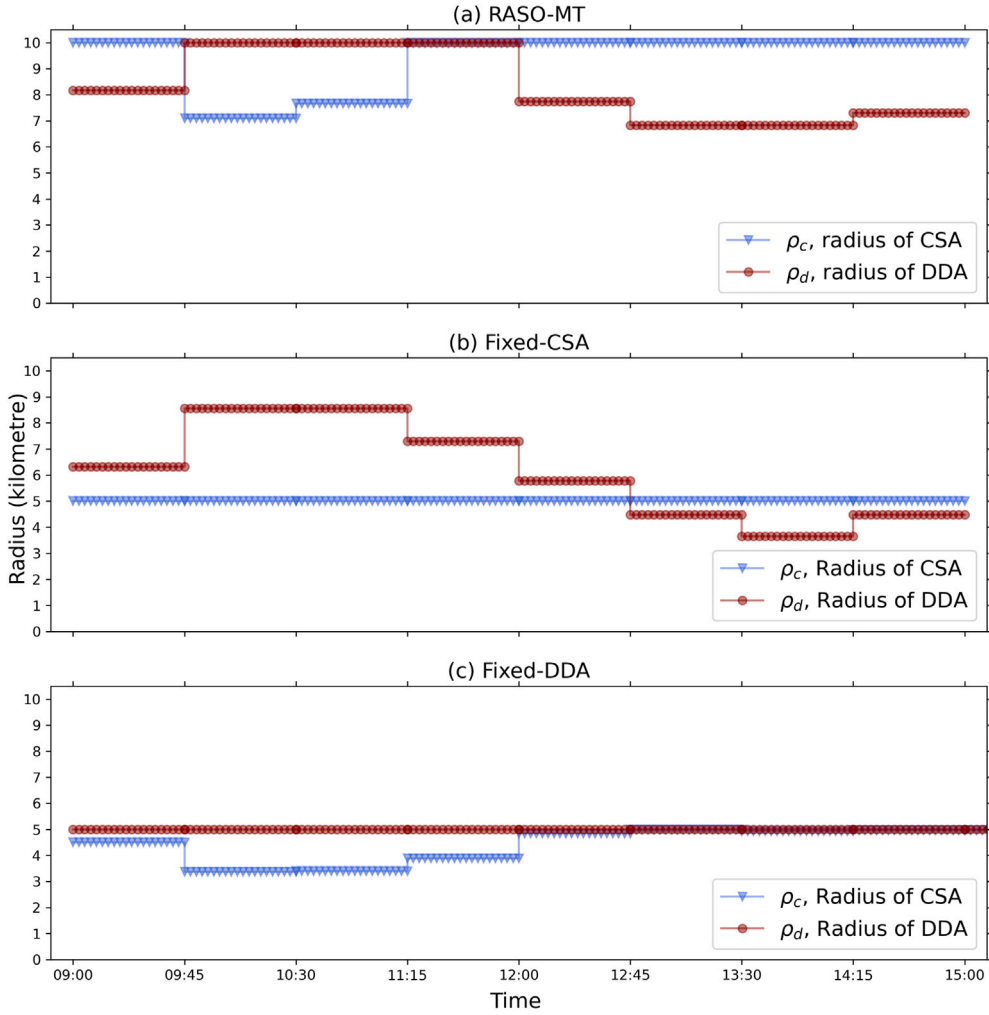 (a) RASO-MT
10
9
8
7
6
5
4
3
2
1
0
ρc, radius of CSA
ρd, radius of DDA
(b) Fixed-CSA
Radius (kilometre)
10
9
8
7
6
5
4
3
2
1
0
ρc, Radius of CSA
ρd, Radius of DDA
(c) Fixed-DDA
10
9
8
7
6
5
4
3
2
1
0
ρc, Radius of CSA
ρd, Radius of DDA
09:00 09:45 10:30 11:15 12:00 12:45 13:30 14:15 15:00
Time